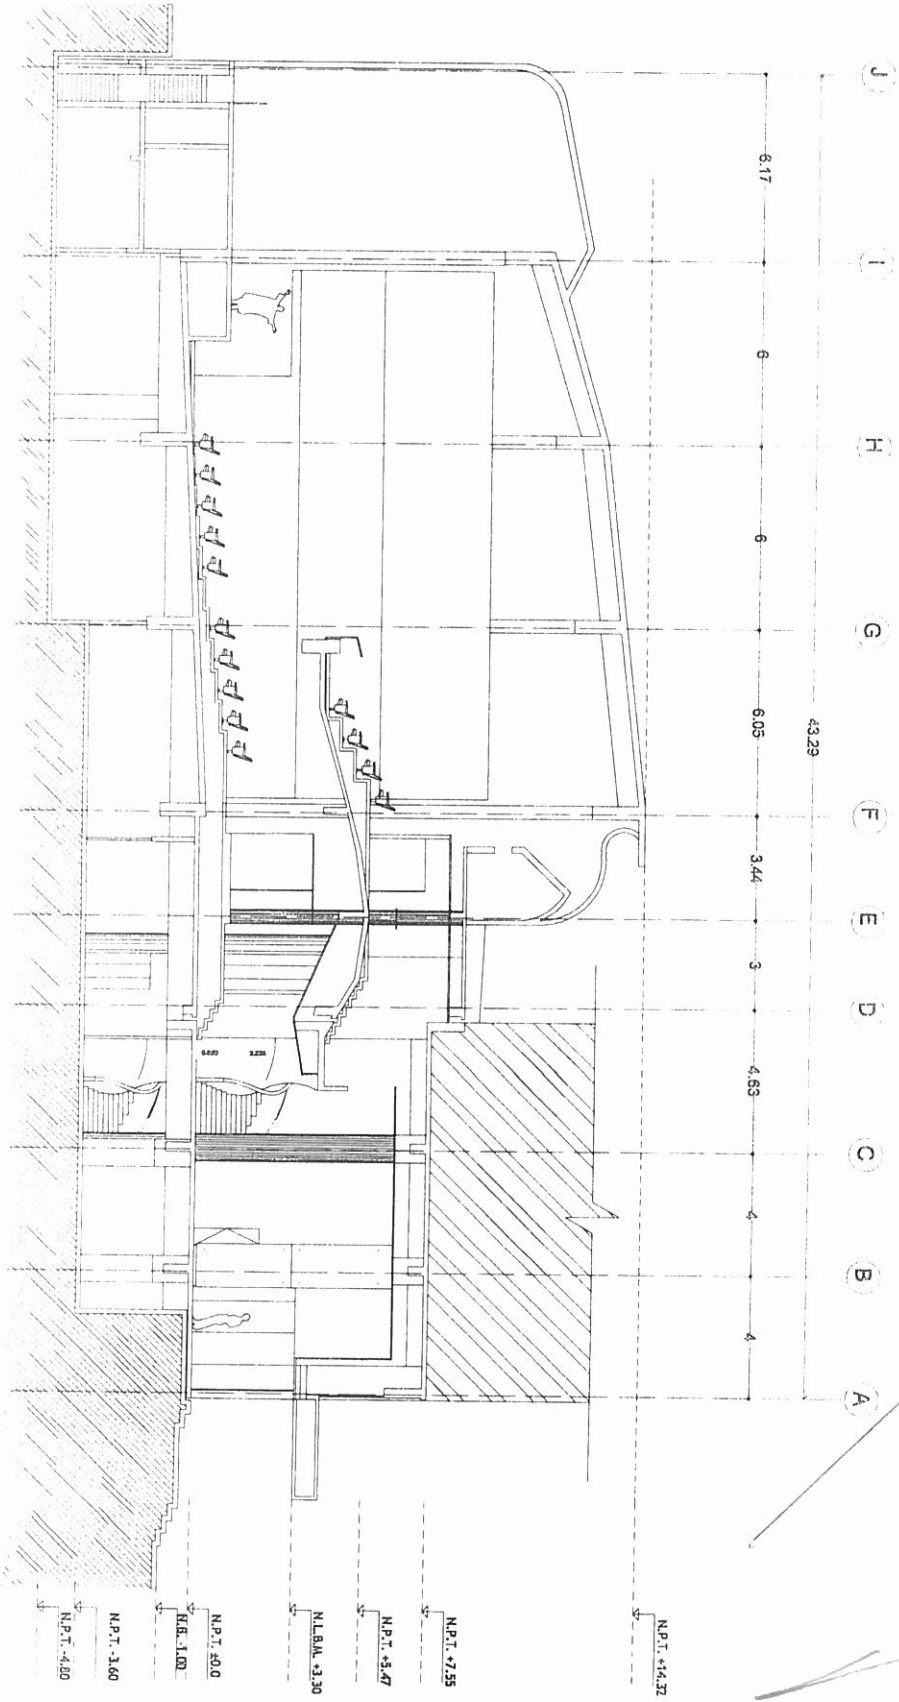 J
I
H
G
F
E
D
C
B
A
6.17
6
6
6.05
3.44
3
4.63
4
4
43.29
N.P.T. +14.32
N.P.T. +7.55
N.P.T. +5.47
N.L.B.M. +3.30
N.P.T. ±0.0
N.B. -1.00
N.P.T. -3.60
N.P.T. -4.80